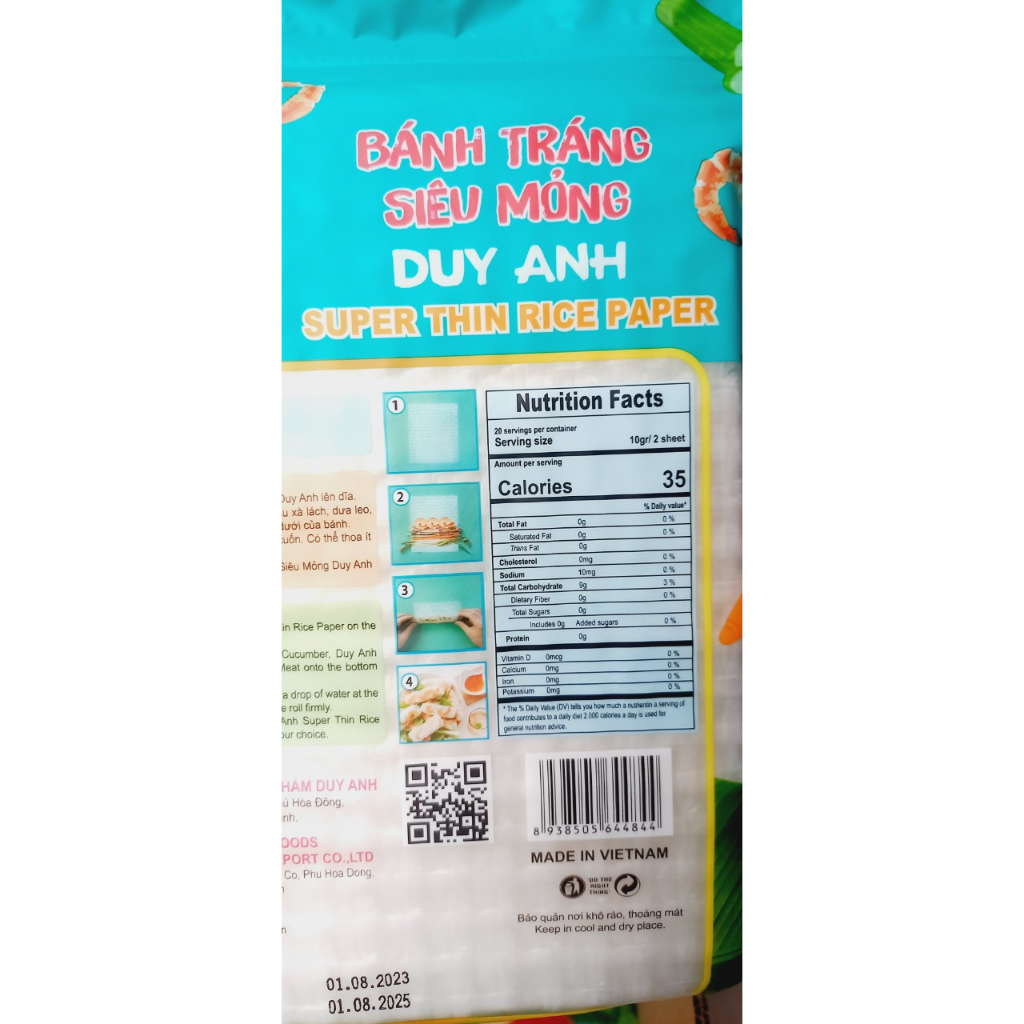 BÁNH TRÁNG
SIÊU MỎNG
DUY ANH
SUPER THIN RICE PAPER
Duy Anh lên đĩa.
xà lách, dưa leo,
dưới của bánh.
cuốn. Có thể thoa ít
Siêu Mỏng Duy Anh
in Rice Paper on the
Cucumber, Duy Anh
Meat onto the bottom
a drop of water at the
roll firmly.
Anh Super Thin Rice
our choice.
1
2
3
4
Nutrition Facts
20 servings per container
Serving size 10gr/ 2 sheet
Amount per serving
Calories 35
% Daily value*
Total Fat 0g 0 %
Saturated Fat 0g 0 %
Trans Fat 0g
Cholesterol 0mg 0 %
Sodium 10mg 0 %
Total Carbohydrate 9g 3 %
Dietary Fiber 0g 0 %
Total Sugars 0g
Includes 0g Added sugars 0 %
Protein 0g
Vitamin D 0mcg 0 %
Calcium 0mg 0 %
Iron 0mg 0 %
Potassium 0mg 0 %
* The % Daily Value (DV) tells you how much a nutrientin a serving of
food contributes to a daily diet 2.000 calories a day is used for
general nutrition advice.
HẨM DUY ANH
ú Hòa Đông,
inh.
FOODS
PORT CO.,LTD
Co, Phu Hoa Dong,
8 938505 644844
MADE IN VIETNAM
"DO THE
RIGHT
THING"
Bảo quản nơi khô ráo, thoáng mát
Keep in cool and dry place.
01.08.2023
01.08.2025